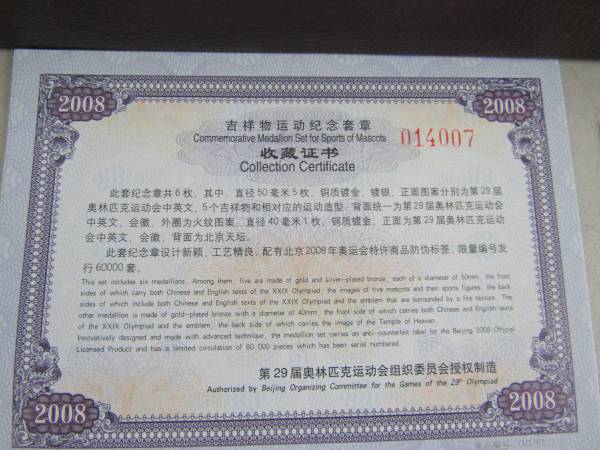 2008
2008
吉祥物运动纪念套章
Commemorative Medallion Set for Sports of Mascots
014007
收藏证书
Collection Certificate
此套纪念章共6枚，其中：直径50毫米5枚，铜质镀金、镀银，正面图案分别为第29届
奥林匹克运动会中英文、5个吉祥物和相对应的运动造型，背面统一为第29届奥林匹克运动
会中英文、会徽，外圈为火纹图案。直径40毫米1枚，铜质镀金，正面为第29届奥林匹克运动
会中英文、会徽，背面为北京天坛。
此套纪念章设计新颖，工艺精良，配有北京2008年奥运会特许商品防伪标签，限量编号发
行60000套。
This set includes six medallions. Among them, five are made of gold and silver-plated bronze, each of a diameter of 50mm, the front
sides of which carry both Chinese and English texts of the XXIX Olympiad, the images of five mascots and their sports figures, the back
sides of which include both Chinese and English texts of the XXIX Olympiad and the emblem that are surrounded by a fire texture. The
other medallion is made of gold-plated bronze with a diameter of 40mm, the front side of which carries both Chinese and English texts
of the XXIX Olympiad and the emblem, the back side of which carries the image of the Temple of Heaven.
Innovatively designed and made with advanced technique, the medallion set carries an anti-counterfeit label for the Beijing 2008 Official
Licensed Product and has a limited circulation of 60,000 pieces which has been serial numbered.
第29届奥林匹克运动会组织委员会授权制造
Authorized by Beijing Organizing Committee for the Games of the 29th Olympiad
2008
2008